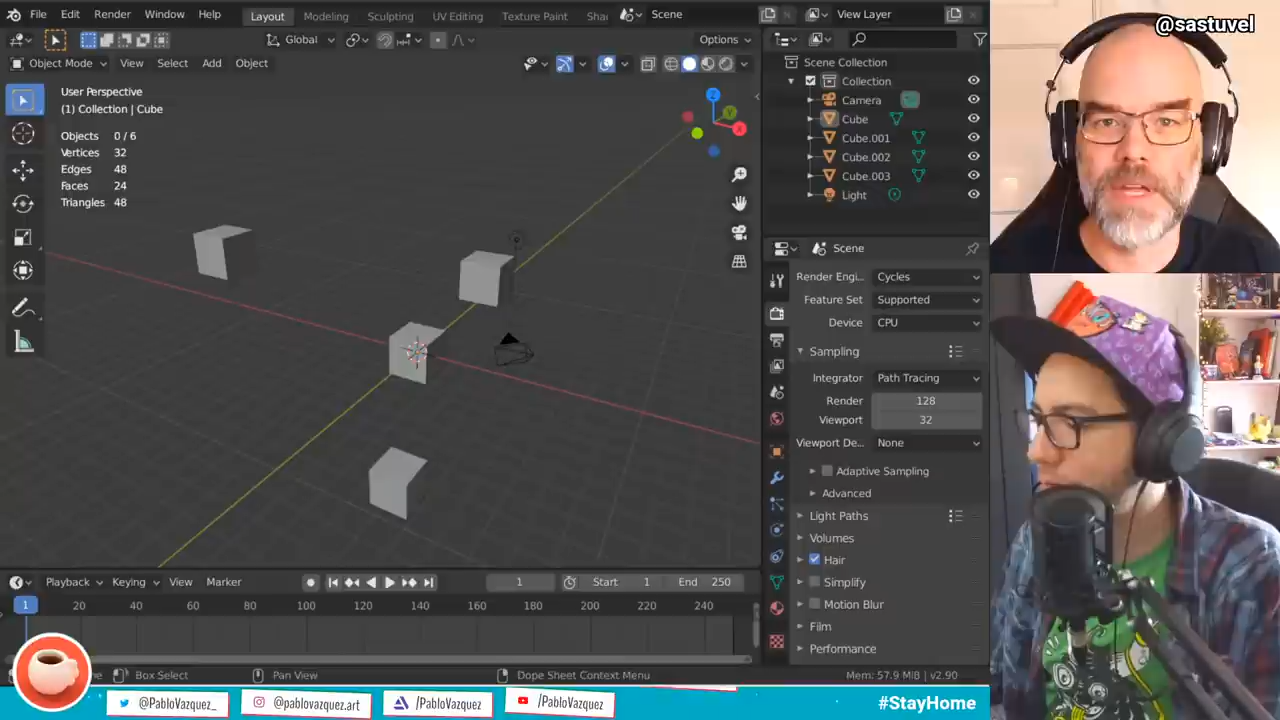 File Edit Render Window Help Layout Modeling Sculpting UV Editing Texture Paint Sha Scene View Layer
Global Options
Object Mode View Select Add Object
User Perspective
(1) Collection | Cube
Objects 0 / 6
Vertices 32
Edges 48
Faces 24
Triangles 48
Z
Y
X
Scene Collection
Collection
Camera
Cube
Cube.001
Cube.002
Cube.003
Light
Scene
Render Engi... Cycles
Feature Set Supported
Device CPU
Sampling
Integrator Path Tracing
Render 128
Viewport 32
Viewport De... None
Adaptive Sampling
Advanced
Light Paths
Volumes
Hair
Simplify
Motion Blur
Film
Performance
Playback Keying View Marker 1 Start 1 End 250
1 20 40 60 80 100 120 140 160 180 200 220 240
Box Select Pan View Dope Sheet Context Menu Mem: 57.9 MiB | v2.90
@PabloVazquez_ @pablovazquez.art /PabloVazquez /PabloVazquez #StayHome
@sastuvel